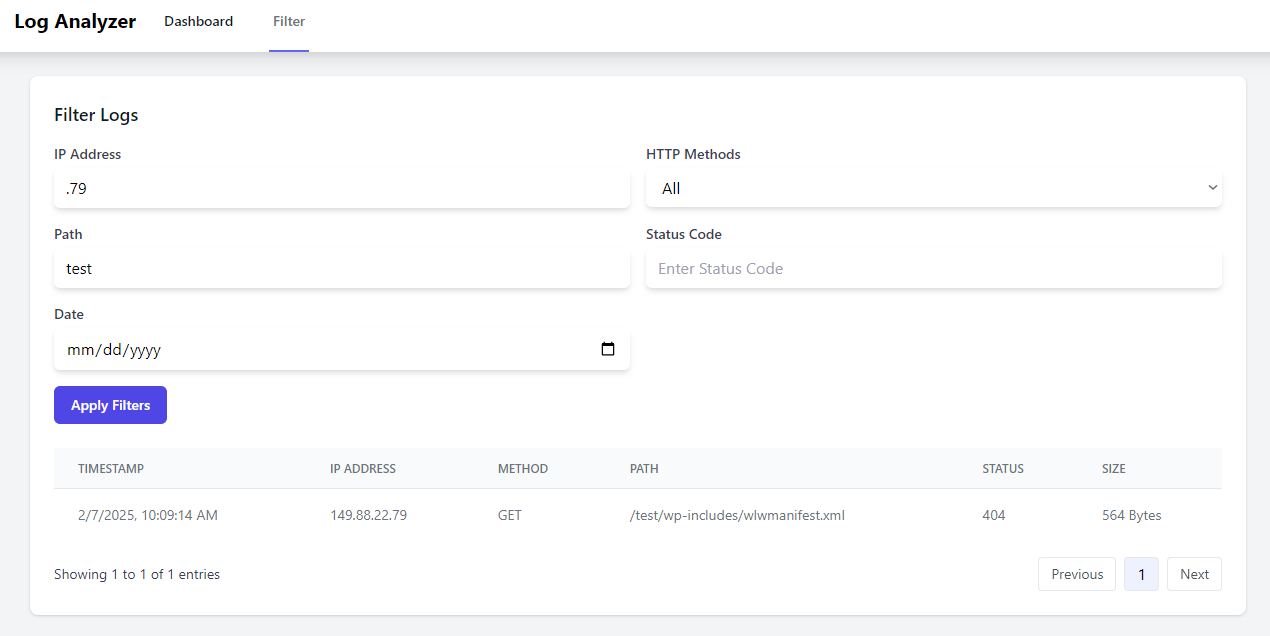 Log Analyzer Dashboard Filter
Filter Logs
IP Address HTTP Methods
.79 All
Path Status Code
test Enter Status Code
Date
mm/dd/yyyy
Apply Filters
TIMESTAMP IP ADDRESS METHOD PATH STATUS SIZE
2/7/2025, 10:09:14 AM 149.88.22.79 GET /test/wp-includes/wlwmanifest.xml 404 564 Bytes
Showing 1 to 1 of 1 entries Previous 1 Next